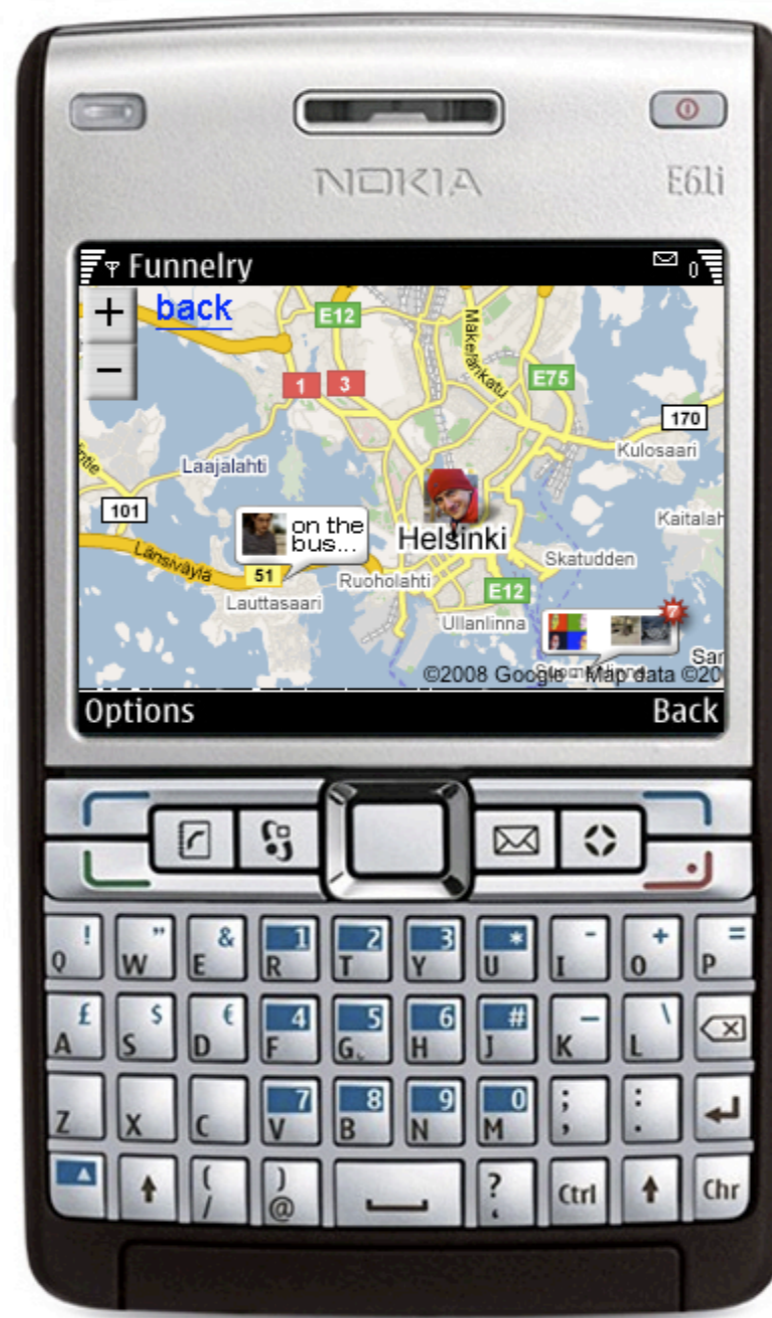 NOKIA
E61i
Funnelry
0
back
E12
1
3
Mäkelänkatu
E75
170
Kulosaari
Laajalahti
ntie
101
on the
bus...
Helsinki
Kaitalah
Länsiväylä
51
Ruoholahti
Skatudden
Lauttasaari
E12
Ullanlinna
7
San
©2008 Google - Map data ©20
Options
Back
! " & 1 2 3 * - + =
Q W E R T Y U I O P
£ $ € 4 5 6 # – \
A S D F G H J K L
7 8 9 0 ; :
Z X C V B N M , .
( ) ?
/ @ ' Ctrl Chr